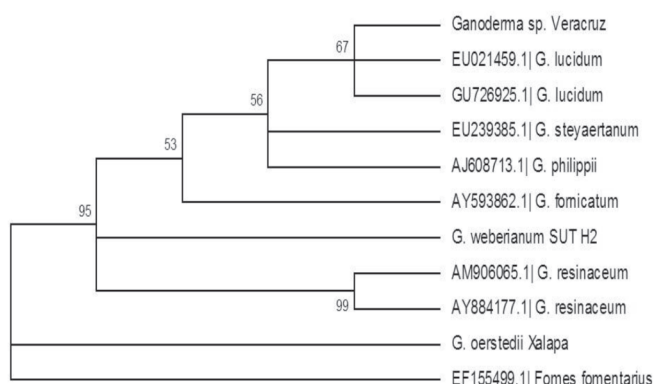 Ganoderma sp. Veracruz
67
EU021459.1| G. lucidum
GU726925.1| G. lucidum
56
EU239385.1| G. steyaertanum
53
AJ608713.1| G. philippii
AY593862.1| G. fornicatum
95
G. weberianum SUT H2
AM906065.1| G. resinaceum
99
AY884177.1| G. resinaceum
G. oerstedii Xalapa
EF155499.1| Fomes fomentarius